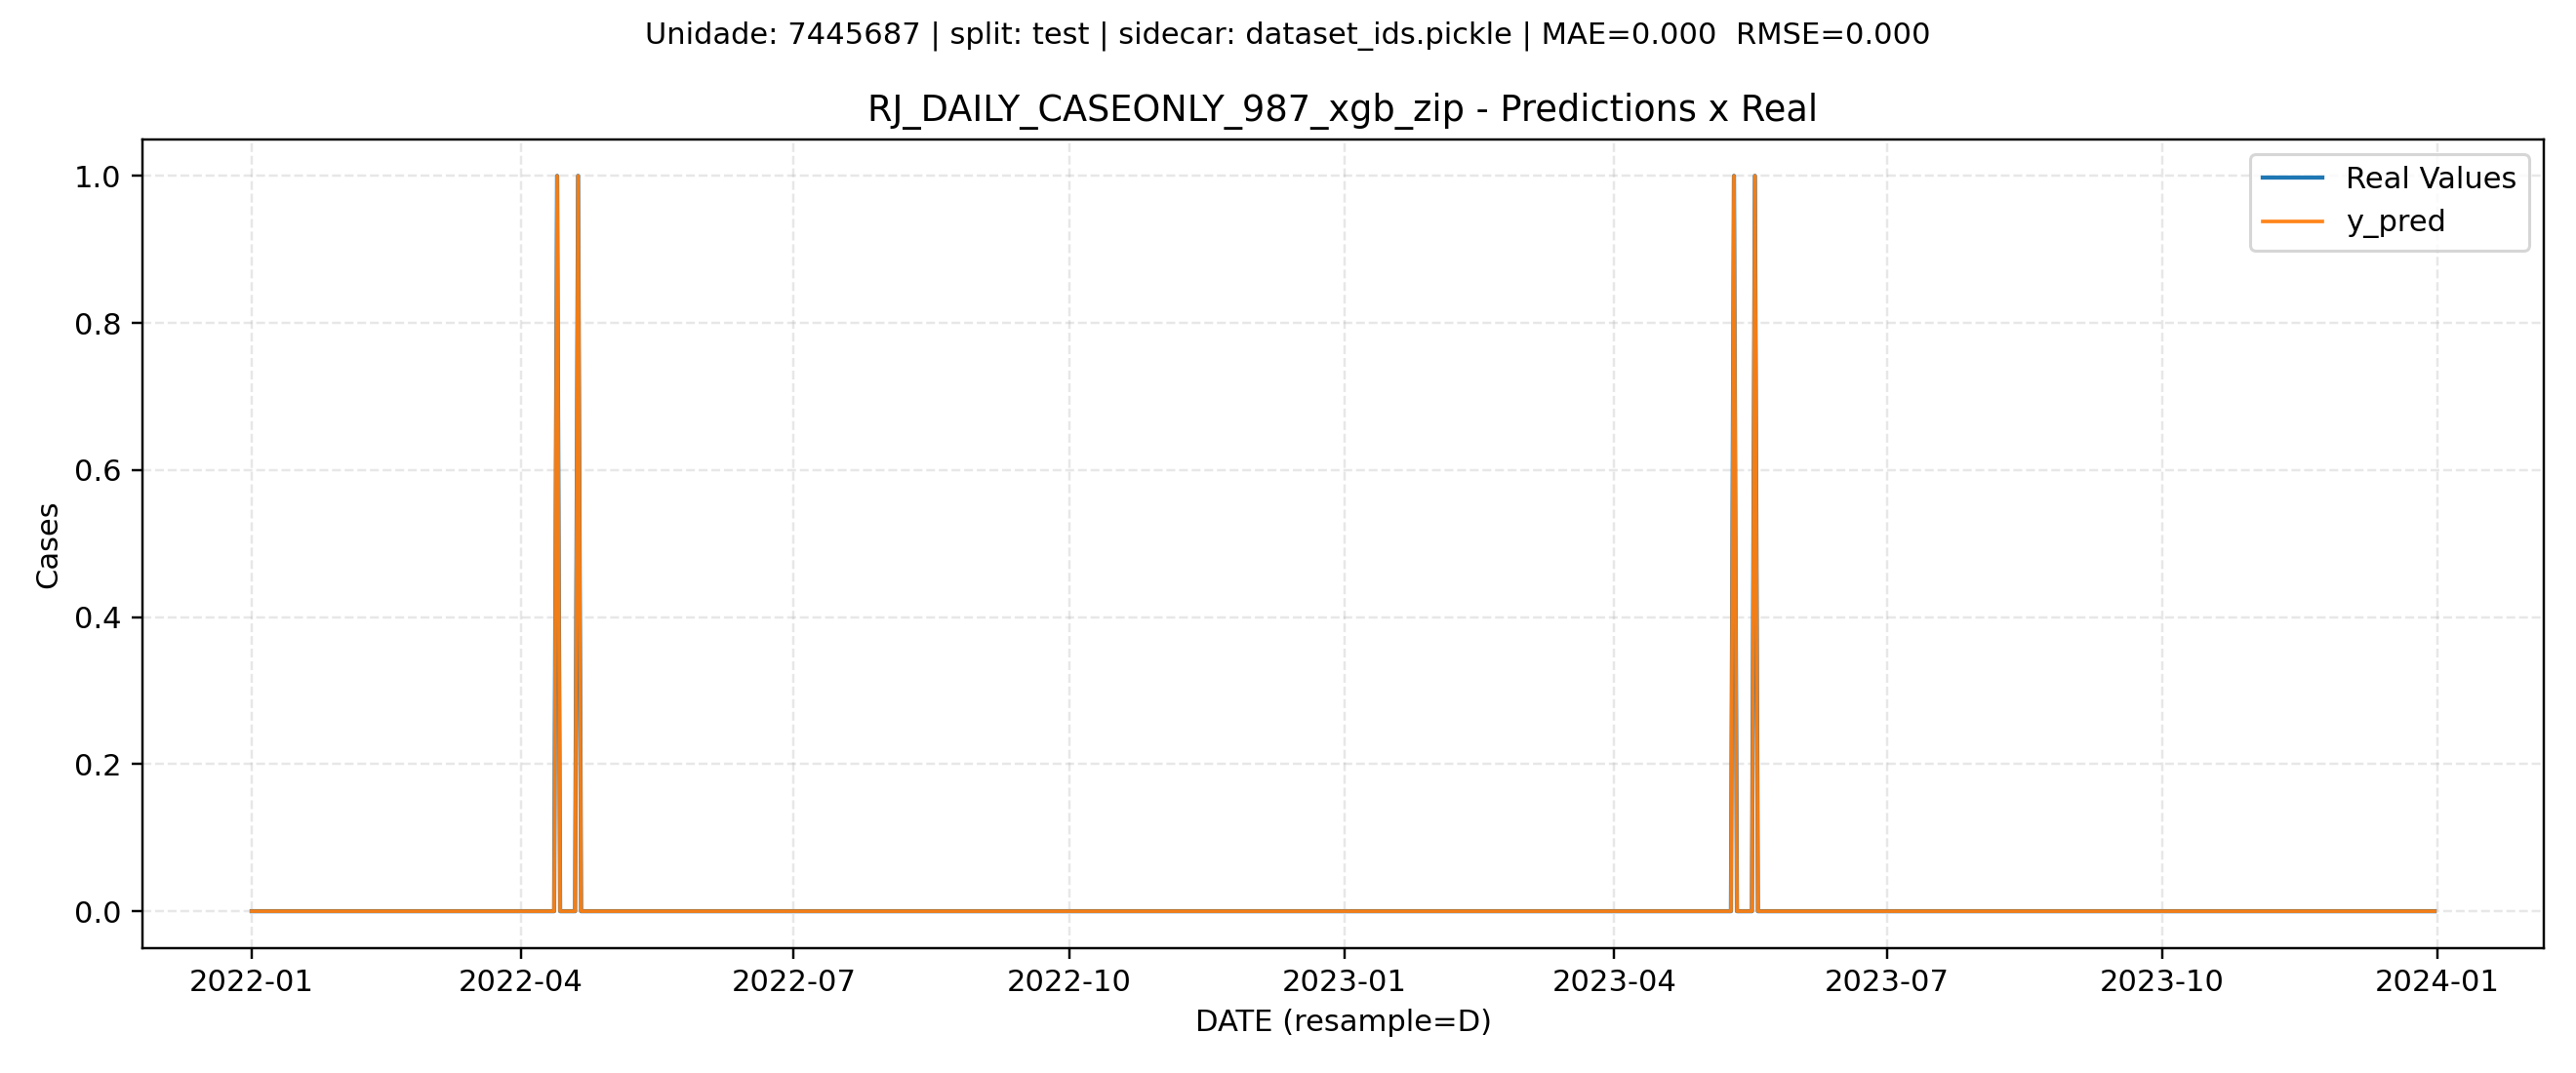 Unidade: 7445687 | split: test | sidecar: dataset_ids.pickle | MAE=0.000  RMSE=0.000
RJ_DAILY_CASEONLY_987_xgb_zip - Predictions x Real
Real Values
y_pred
1.0
0.8
0.6
0.4
0.2
0.0
Cases
2022-01
2022-04
2022-07
2022-10
2023-01
2023-04
2023-07
2023-10
2024-01
DATE (resample=D)